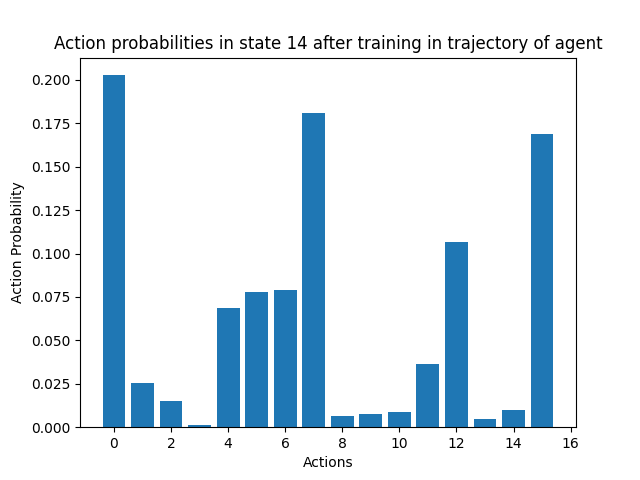 Action probabilities in state 14 after training in trajectory of agent
0.200
0.175
0.150
0.125
0.100
0.075
0.050
0.025
0.000
Action Probability
0 2 4 6 8 10 12 14 16
Actions